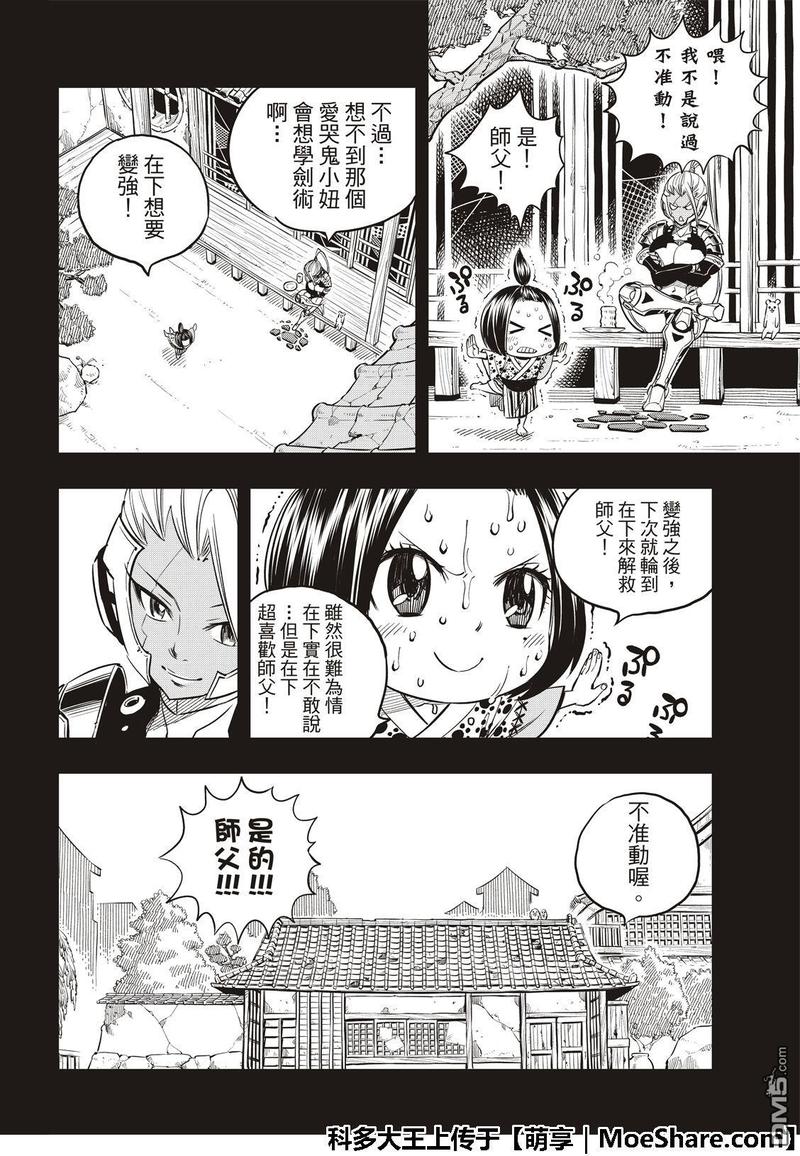 喂！
我不是說過
不准動！
是！
師父！
ぷる
ぷる
不過…
想不到那個
愛哭鬼小妞
會想學劍術
啊…
在下想要
變強！
變強之後，
下次就輪到
在下來解救
師父！
ぷる
ぷる
雖然很難為情
在下實在不敢說
…但是在下
超喜歡師父！
不准動喔。
是的!!!
師父!!!
科多大王上传于【萌享｜MoeShare.com】
DM5.com